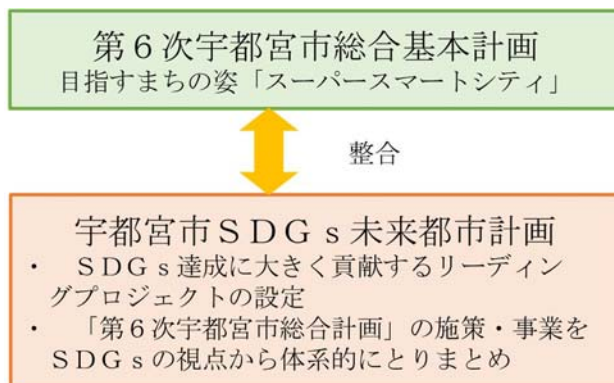 第６次宇都宮市総合基本計画
目指すまちの姿「スーパースマートシティ」
整合
宇都宮市ＳＤＧｓ未来都市計画
・　ＳＤＧｓ達成に大きく貢献するリーディン
グプロジェクトの設定
・　「第６次宇都宮市総合計画」の施策・事業を
ＳＤＧｓの視点から体系的にとりまとめ